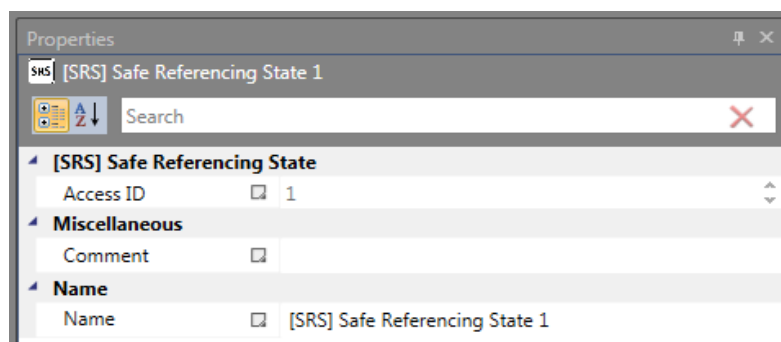 Properties
SHS [SRS] Safe Referencing State 1
A Z Search
[SRS] Safe Referencing State
Access ID 1
Miscellaneous
Comment
Name
Name [SRS] Safe Referencing State 1